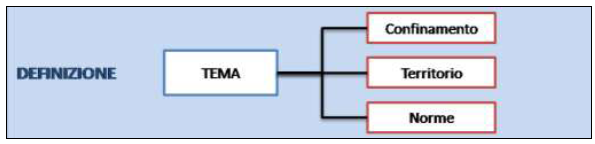 Confinamento
DEFINIZIONE
TEMA
Territorio
Norme